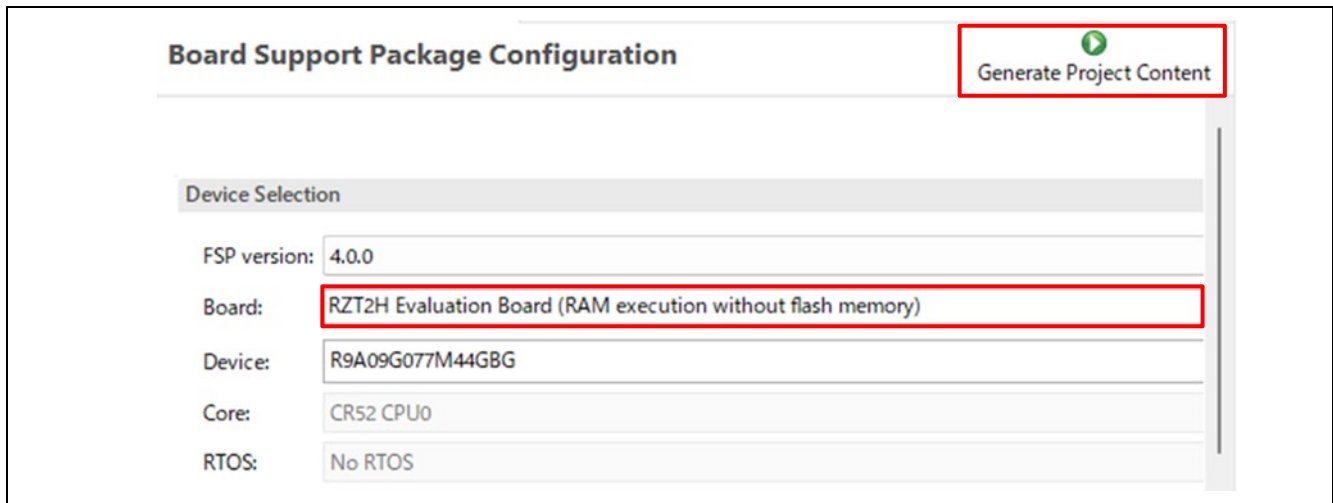 Board Support Package Configuration
Generate Project Content
Device Selection
FSP version: 4.0.0
Board: RZT2H Evaluation Board (RAM execution without flash memory)
Device: R9A09G077M44GBG
Core: CR52 CPU0
RTOS: No RTOS